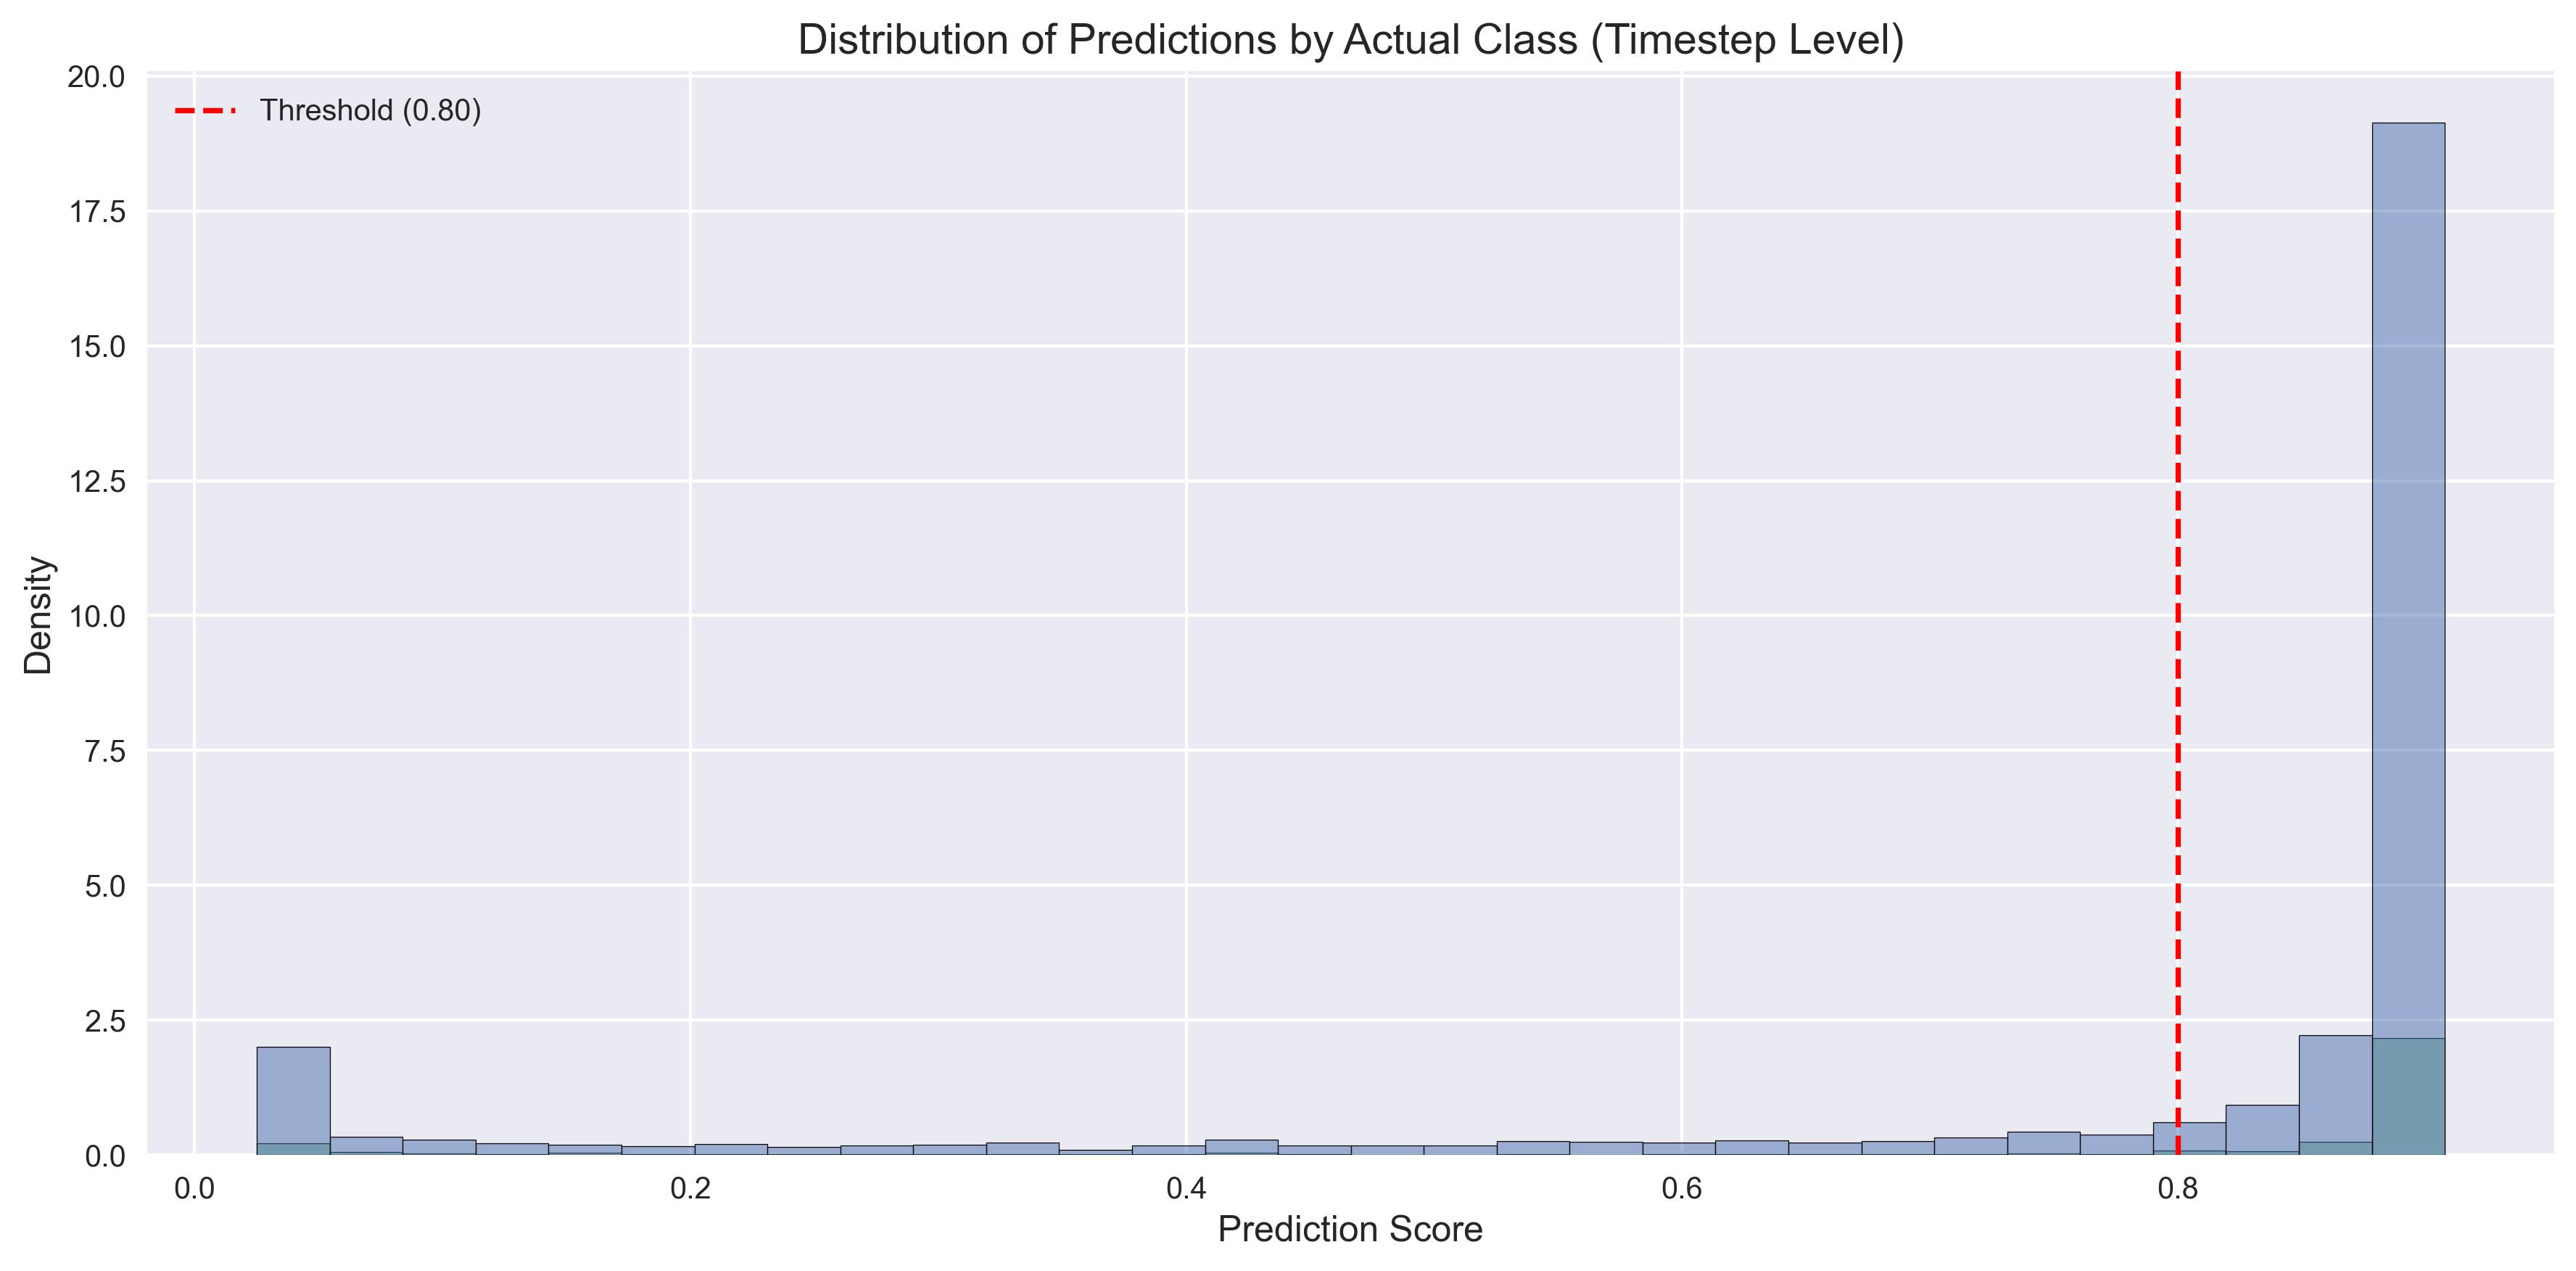 Distribution of Predictions by Actual Class (Timestep Level)
Threshold (0.80)
20.0
17.5
15.0
12.5
10.0
7.5
5.0
2.5
0.0
Density
0.0 0.2 0.4 0.6 0.8
Prediction Score